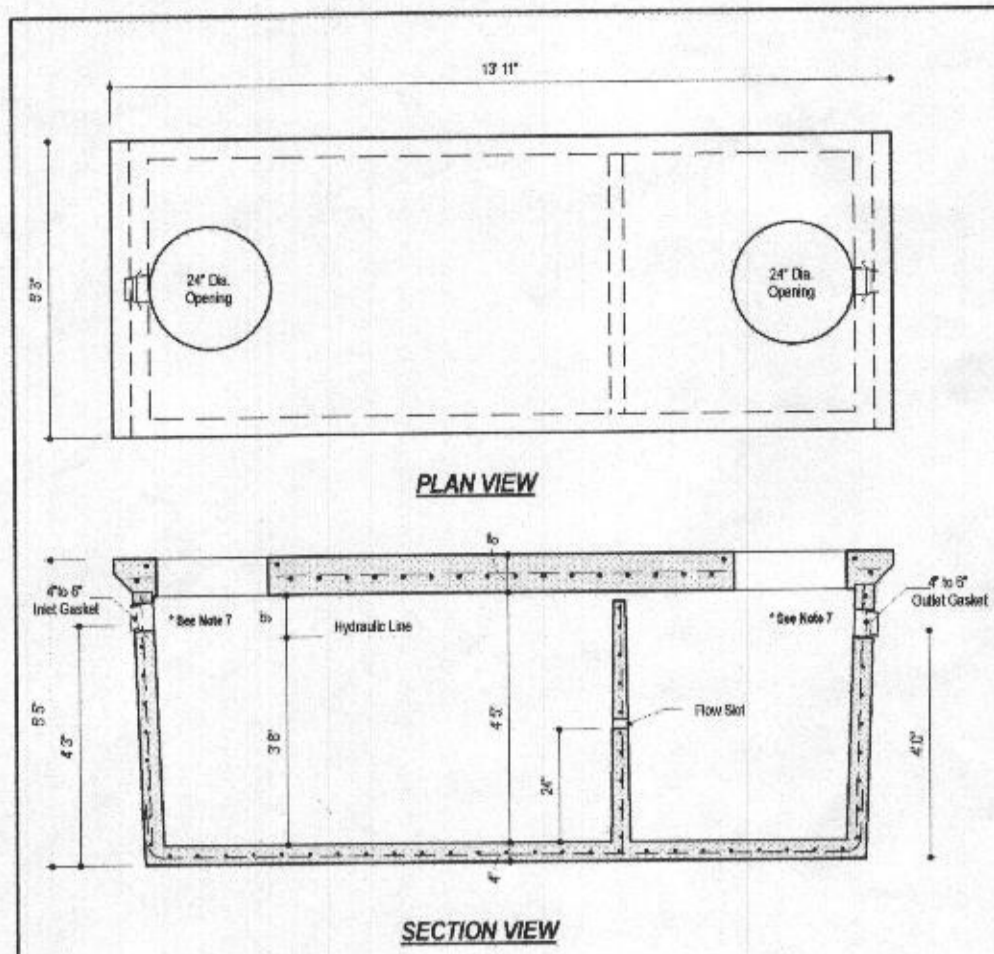 13' 11"
24" Dia.
Opening
24" Dia.
Opening
PLAN VIEW
4" to 6"
Inlet Gasket
* See Note 7
Hydraulic Line
* See Note 7
4" to 6"
Outlet Gasket
Flow Slot
4' 3"
3' 8"
4' 5"
24"
4' 0"
4"
SECTION VIEW